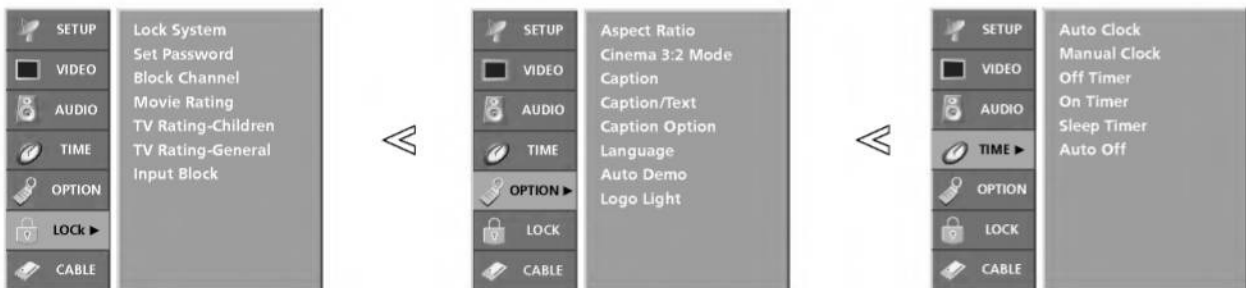 SETUP
VIDEO
AUDIO
TIME
OPTION
LOCk ►
CABLE
Lock System
Set Password
Block Channel
Movie Rating
TV Rating-Children
TV Rating-General
Input Block
≪
SETUP
VIDEO
AUDIO
TIME
OPTION ►
LOCK
CABLE
Aspect Ratio
Cinema 3:2 Mode
Caption
Caption/Text
Caption Option
Language
Auto Demo
Logo Light
≪
SETUP
VIDEO
AUDIO
TIME ►
OPTION
LOCK
CABLE
Auto Clock
Manual Clock
Off Timer
On Timer
Sleep Timer
Auto Off